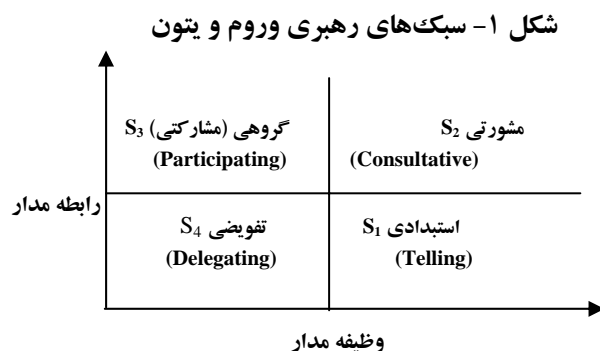 شکل ۱- سبک‌های رهبری وروم و یتون
مشورتی S₂
(Consultative)
گروهی (مشارکتی) S₃
(Participating)
رابطه مدار
استبدادی S₁
(Telling)
تفویضی S₄
(Delegating)
وظیفه مدار